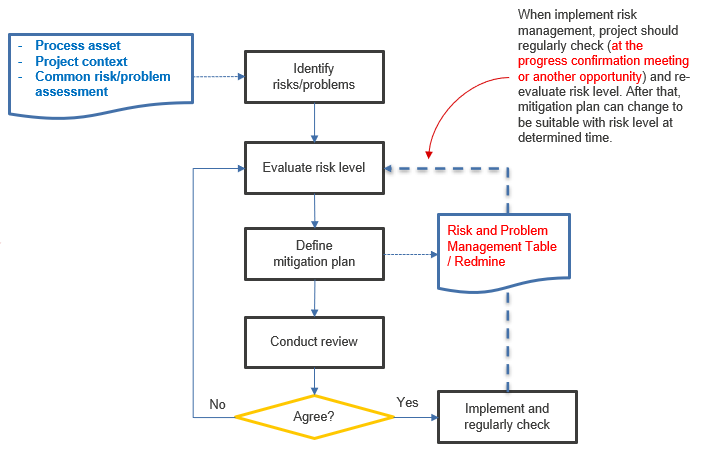 - Process asset
- Project context
- Common risk/problem
assessment
Identify
risks/problems
When implement risk
management, project should
regularly check (at the
progress confirmation meeting
or another opportunity) and re-
evaluate risk level. After that,
mitigation plan can change to
be suitable with risk level at
determined time.
Evaluate risk level
Define
mitigation plan
Risk and Problem
Management Table
/ Redmine
Conduct review
No
Agree?
Yes
Implement and
regularly check